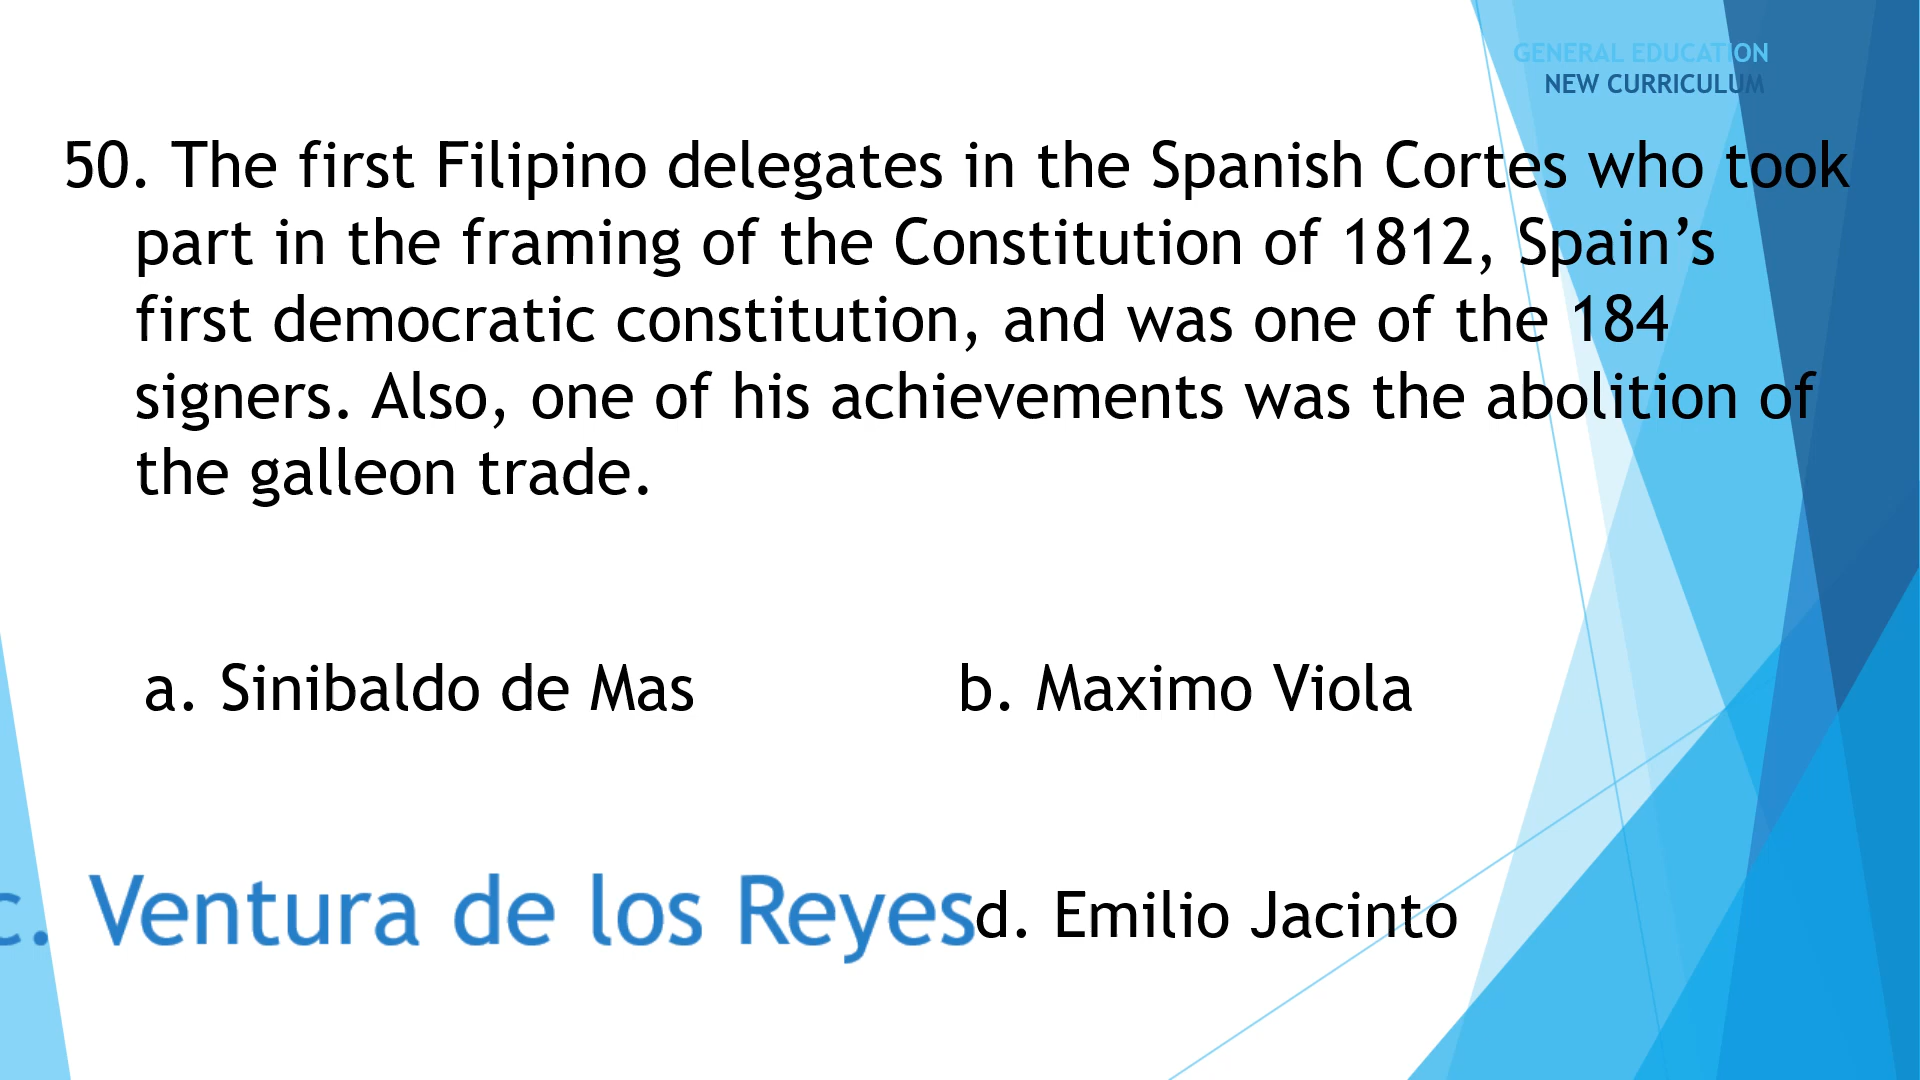 GENERAL EDUCATION
NEW CURRICULUM
50. The first Filipino delegates in the Spanish Cortes who took
part in the framing of the Constitution of 1812, Spain’s
first democratic constitution, and was one of the 184
signers. Also, one of his achievements was the abolition of
the galleon trade.
a. Sinibaldo de Mas b. Maximo Viola
c. Ventura de los Reyes d. Emilio Jacinto